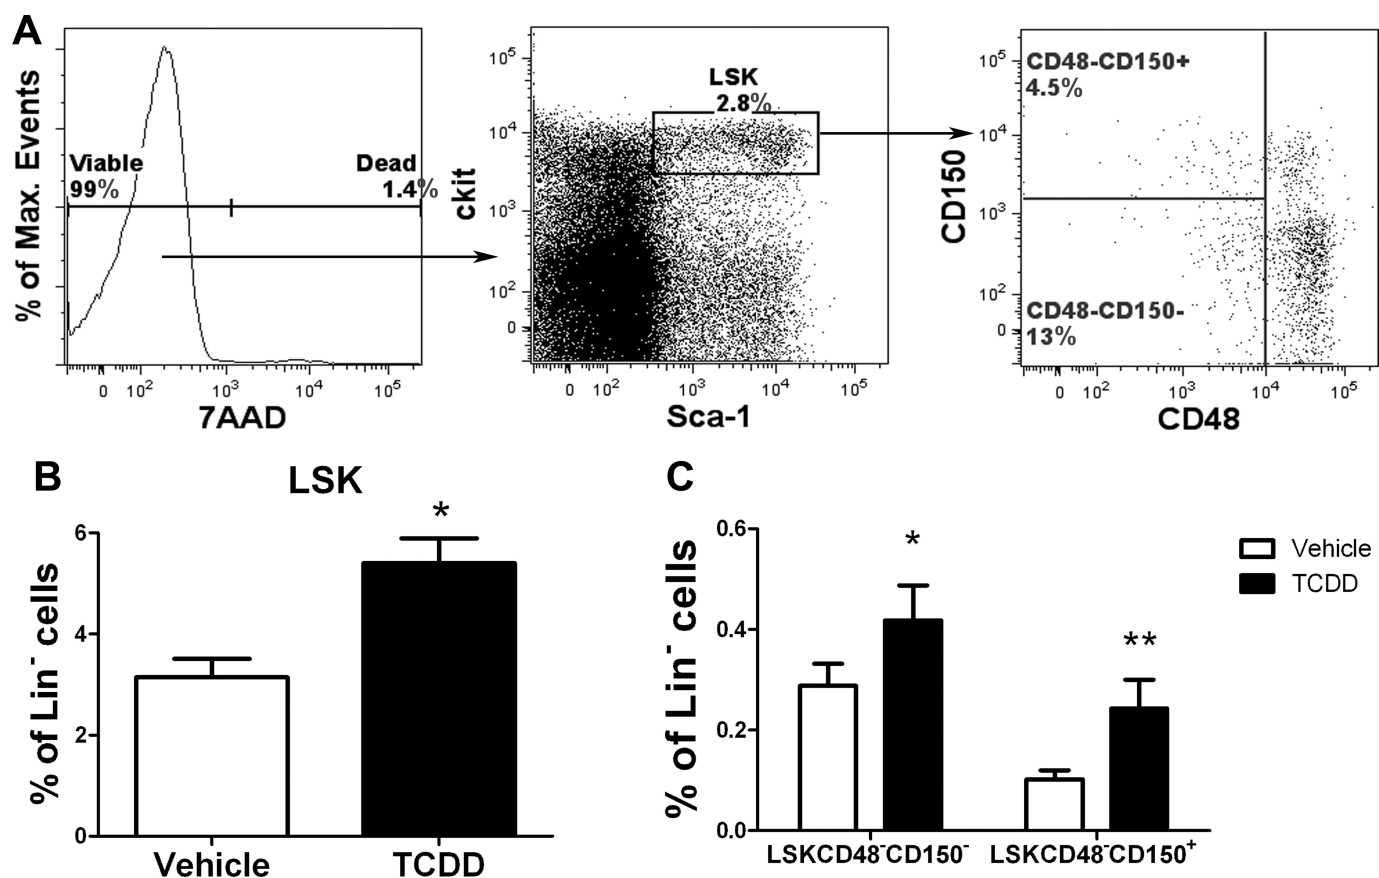 A
% of Max. Events
Viable
99%
Dead
1.4%
0 10² 10³ 10⁴ 10⁵
7AAD
ckit
10⁵
10⁴
10³
10²
0
LSK
2.8%
0 10² 10³ 10⁴ 10⁵
Sca-1
CD150
10⁵
10⁴
10³
10²
0
CD48-CD150+
4.5%
CD48-CD150-
13%
0 10² 10³ 10⁴ 10⁵
CD48
B
LSK
% of Lin⁻ cells
6
4
2
0
*
Vehicle TCDD
C
% of Lin⁻ cells
0.6
0.4
0.2
0.0
*
**
LSKCD48⁻CD150⁻ LSKCD48⁻CD150⁺
Vehicle
TCDD